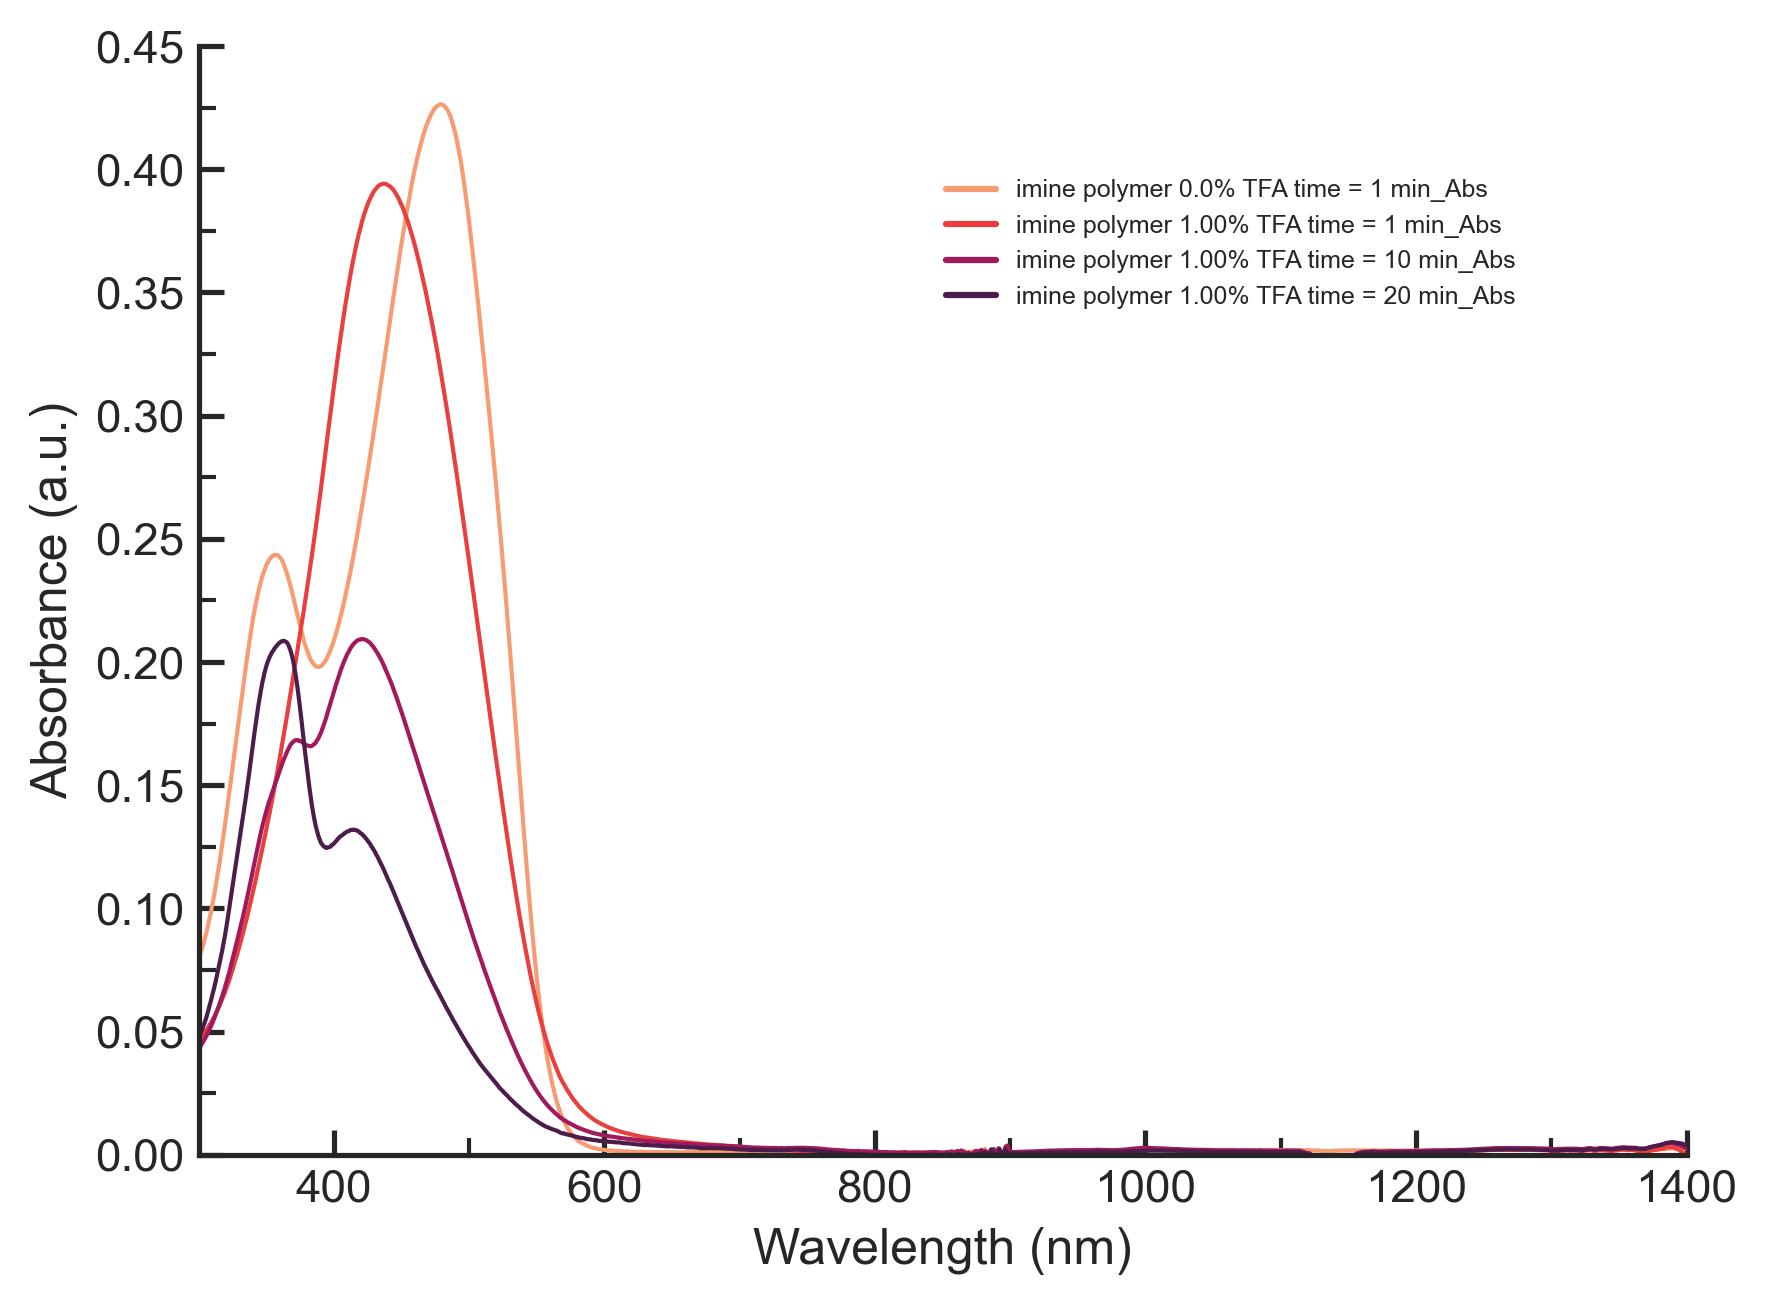 0.45
0.40
0.35
0.30
0.25
0.20
0.15
0.10
0.05
0.00
Absorbance (a.u.)
imine polymer 0.0% TFA time = 1 min_Abs
imine polymer 1.00% TFA time = 1 min_Abs
imine polymer 1.00% TFA time = 10 min_Abs
imine polymer 1.00% TFA time = 20 min_Abs
400 600 800 1000 1200 1400
Wavelength (nm)